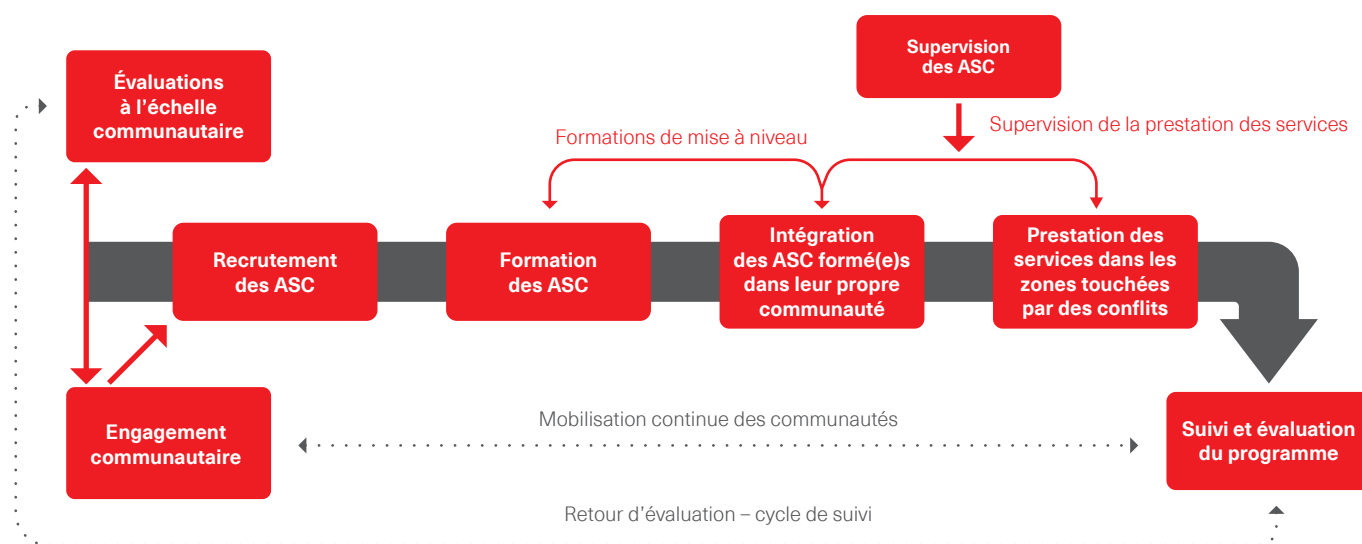 Supervision
des ASC
Évaluations
à l'échelle
communautaire
Formations de mise à niveau
Supervision de la prestation des services
Recrutement
des ASC
Formation
des ASC
Intégration
des ASC formé(e)s
dans leur propre
communauté
Prestation des
services dans les
zones touchées
par des conflits
Engagement
communautaire
Mobilisation continue des communautés
Suivi et évaluation
du programme
Retour d'évaluation – cycle de suivi